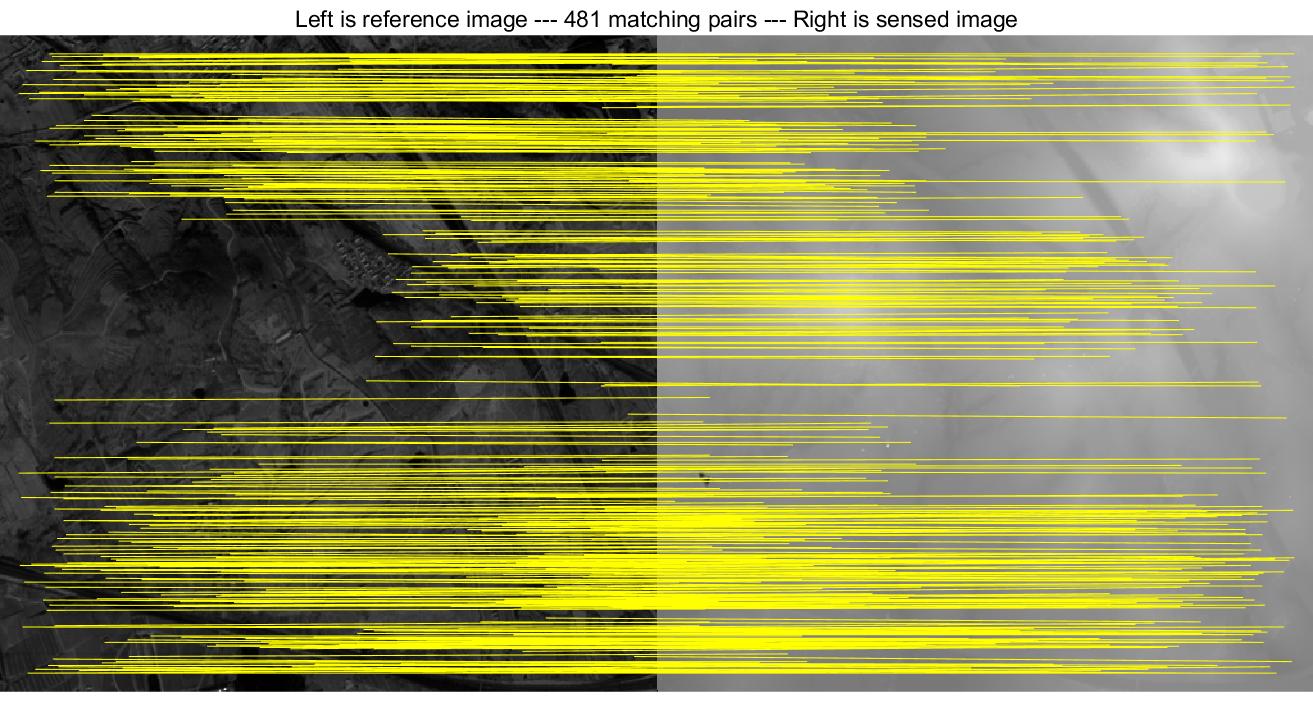 Left is reference image --- 481 matching pairs --- Right is sensed image